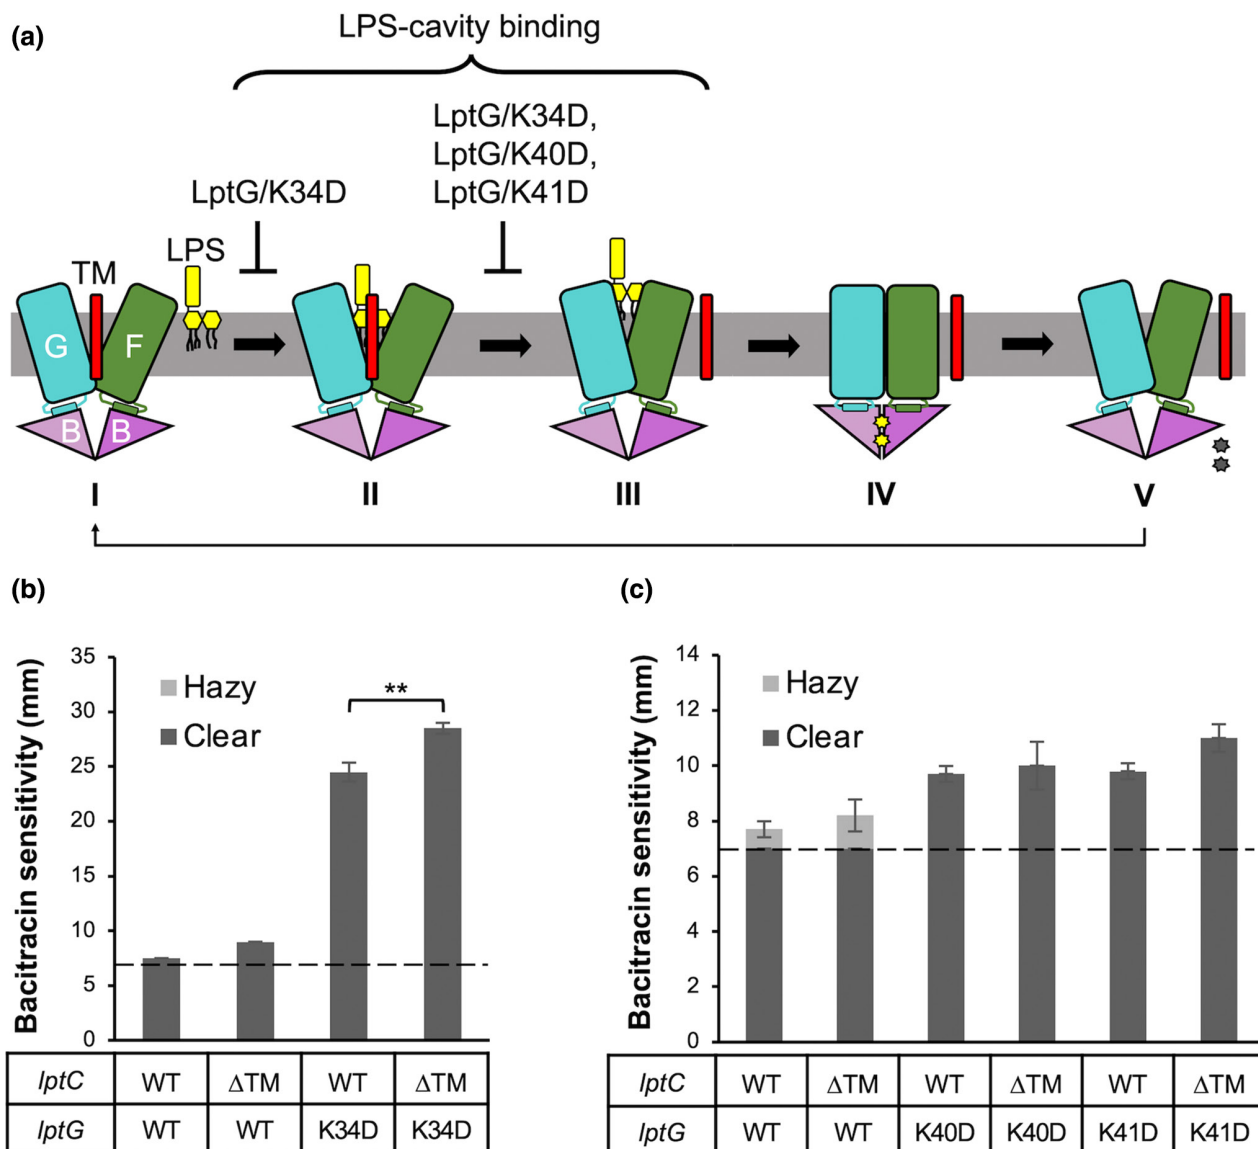 (a)
LPS-cavity binding
LptG/K34D,
LptG/K40D,
LptG/K41D
LptG/K34D
LPS
TM
G F
B B
I II III IV V
(b)
Bacitracin sensitivity (mm)
35
30
25
20
15
10
5
0
Hazy
Clear
**
lptC WT ΔTM WT ΔTM
lptG WT WT K34D K34D
(c)
Bacitracin sensitivity (mm)
14
12
10
8
6
4
2
0
Hazy
Clear
lptC WT ΔTM WT ΔTM WT ΔTM
lptG WT WT K40D K40D K41D K41D